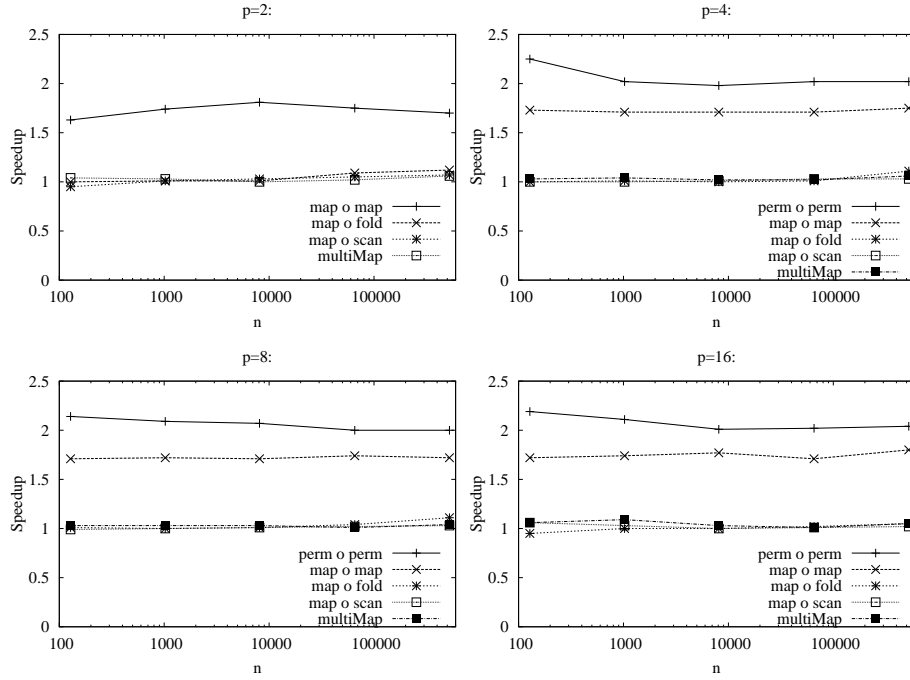 p=2:
2.5
2
1.5
1
0.5
0
Speedup
map o map
map o fold
map o scan
multiMap
100
1000
10000
100000
n
p=4:
2.5
2
1.5
1
0.5
0
Speedup
perm o perm
map o map
map o fold
map o scan
multiMap
100
1000
10000
100000
n
p=8:
2.5
2
1.5
1
0.5
0
Speedup
perm o perm
map o map
map o fold
map o scan
multiMap
100
1000
10000
100000
n
p=16:
2.5
2
1.5
1
0.5
0
Speedup
perm o perm
map o map
map o fold
map o scan
multiMap
100
1000
10000
100000
n